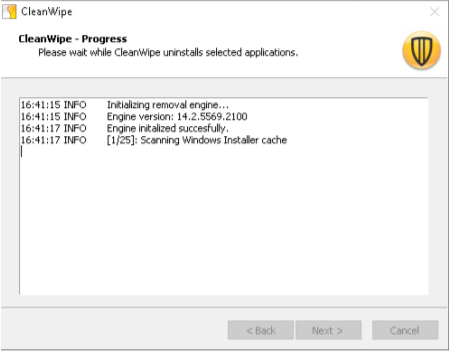 CleanWipe
CleanWipe - Progress
Please wait while CleanWipe uninstalls selected applications.
16:41:15 INFO Initializing removal engine...
16:41:15 INFO Engine version: 14.2.5569.2100
16:41:17 INFO Engine initalized succesfully.
16:41:17 INFO [1/25]: Scanning Windows Installer cache
< Back Next > Cancel